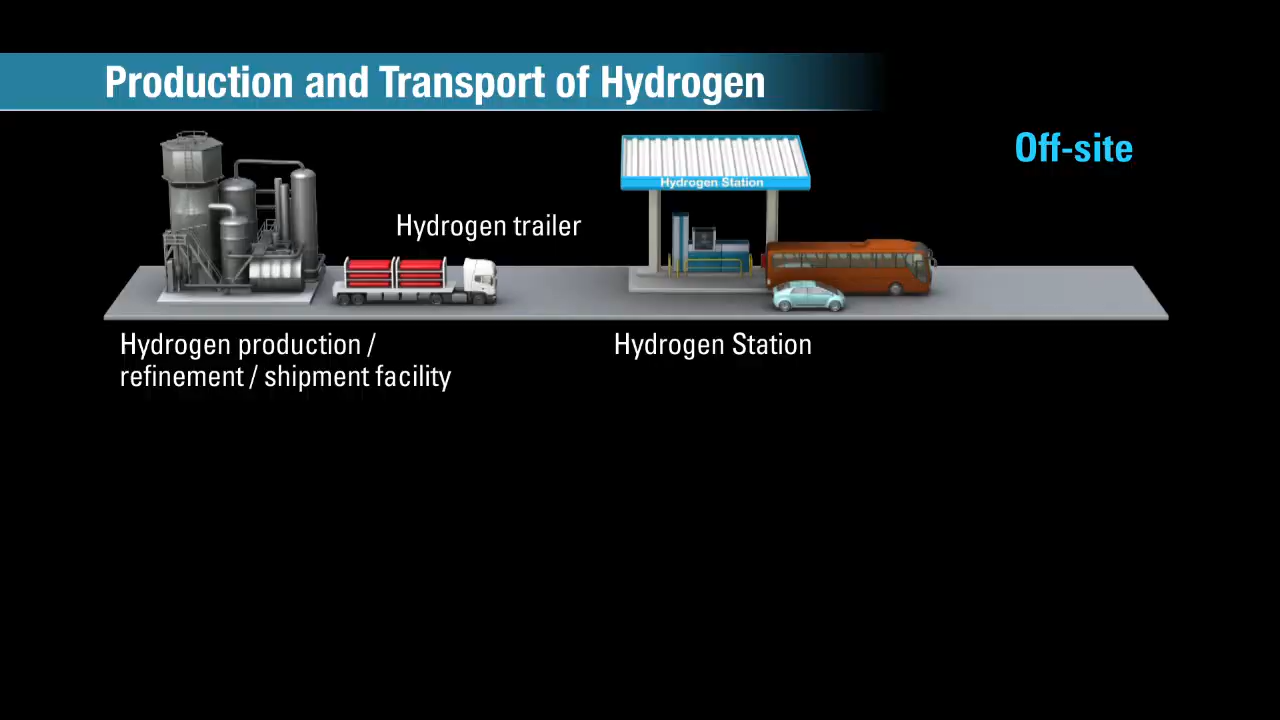 Production and Transport of Hydrogen
Off-site
Hydrogen Station
Hydrogen trailer
Hydrogen production /
refinement / shipment facility
Hydrogen Station